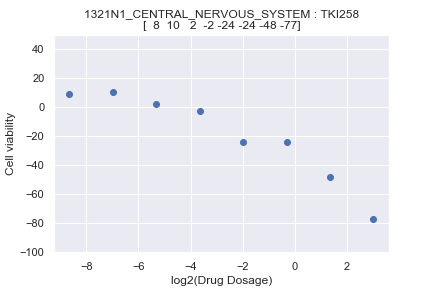 1321N1_CENTRAL_NERVOUS_SYSTEM : TKI258
[ 8 10 2 -2 -24 -24 -48 -77]
40
20
0
−20
−40
−60
−80
−100
Cell viability
−8 −6 −4 −2 0 2
log2(Drug Dosage)